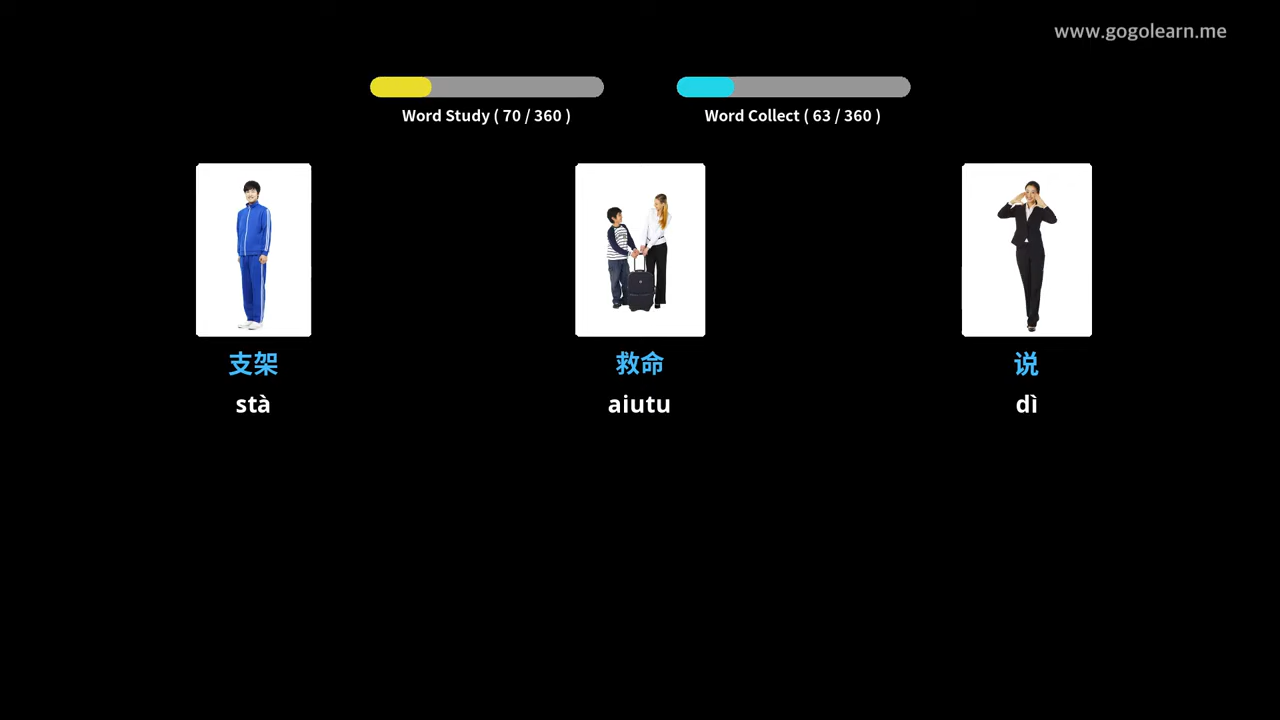 www.gogolearn.me
Word Study ( 70 / 360 )
Word Collect ( 63 / 360 )
支架
救命
说
stà
aiutu
dì